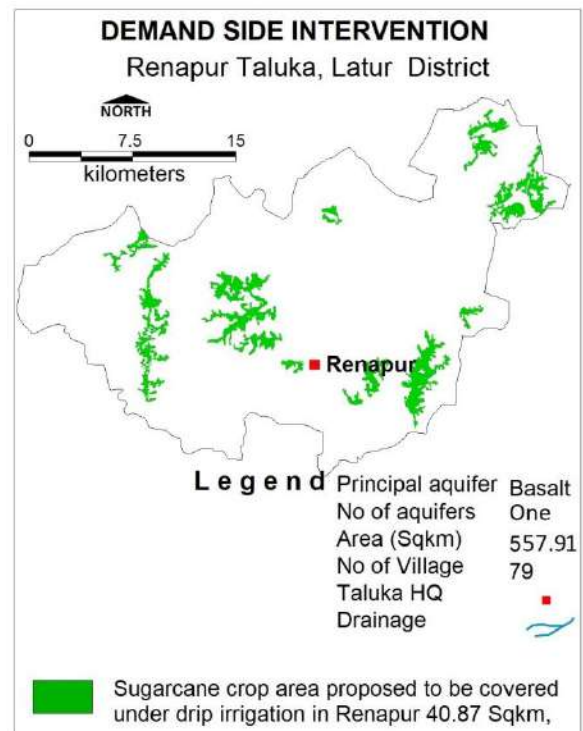 DEMAND SIDE INTERVENTION
Renapur Taluka, Latur District
NORTH
0 7.5 15
kilometers
Renapur
Legend
Principal aquifer Basalt
No of aquifers One
Area (Sqkm) 557.91
No of Village 79
Taluka HQ
Drainage
Sugarcane crop area proposed to be covered
under drip irrigation in Renapur 40.87 Sqkm,